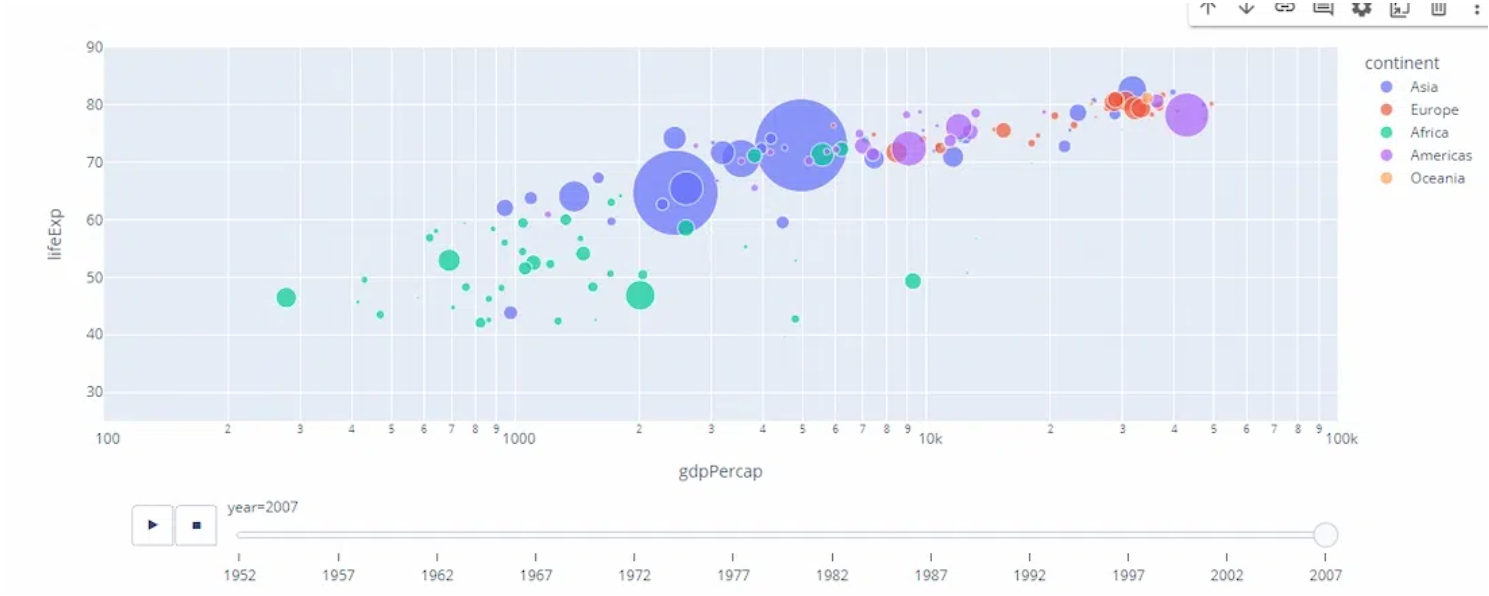 90
80
70
60
50
40
30
lifeExp
2 3 4 5 6 7 8 9 2 3 4 5 6 7 8 9 2 3 4 5 6 7 8 9
100 1000 10k 100k
gdpPercap
continent
Asia
Europe
Africa
Americas
Oceania
year=2007
1952 1957 1962 1967 1972 1977 1982 1987 1992 1997 2002 2007